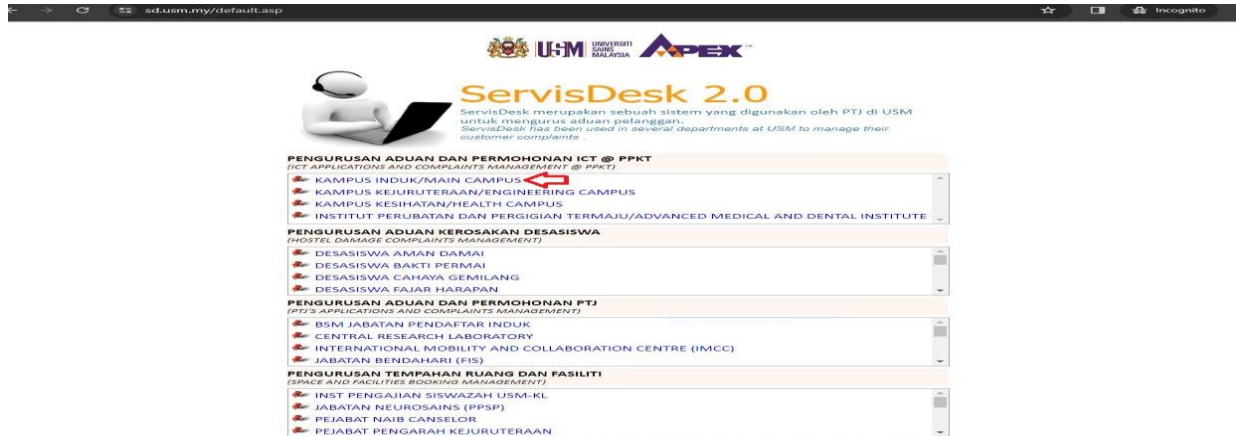 sd.usm.my/default.asp
Incognito
USM UNIVERSITI SAINS MALAYSIA APEX™
ServisDesk 2.0
ServisDesk merupakan sebuah sistem yang digunakan oleh PTJ di USM
untuk mengurus aduan pelanggan.
ServisDesk has been used in several departments at USM to manage their
customer complaints .
PENGURUSAN ADUAN DAN PERMOHONAN ICT @ PPKT
(ICT APPLICATIONS AND COMPLAINTS MANAGEMENT @ PPKT)
KAMPUS INDUK/MAIN CAMPUS
KAMPUS KEJURUTERAAN/ENGINEERING CAMPUS
KAMPUS KESIHATAN/HEALTH CAMPUS
INSTITUT PERUBATAN DAN PERGIGIAN TERMAJU/ADVANCED MEDICAL AND DENTAL INSTITUTE
PENGURUSAN ADUAN KEROSAKAN DESASISWA
(HOSTEL DAMAGE COMPLAINTS MANAGEMENT)
DESASISWA AMAN DAMAI
DESASISWA BAKTI PERMAI
DESASISWA CAHAYA GEMILANG
DESASISWA FAJAR HARAPAN
PENGURUSAN ADUAN DAN PERMOHONAN PTJ
(PTJ'S APPLICATIONS AND COMPLAINTS MANAGEMENT)
BSM JABATAN PENDAFTAR INDUK
CENTRAL RESEARCH LABORATORY
INTERNATIONAL MOBILITY AND COLLABORATION CENTRE (IMCC)
JABATAN BENDAHARI (FIS)
PENGURUSAN TEMPAHAN RUANG DAN FASILITI
(SPACE AND FACILITIES BOOKING MANAGEMENT)
INST PENGAJIAN SISWAZAH USM-KL
JABATAN NEUROSAINS (PPSP)
PEJABAT NAIB CANSELOR
PEJABAT PENGARAH KEJURUTERAAN